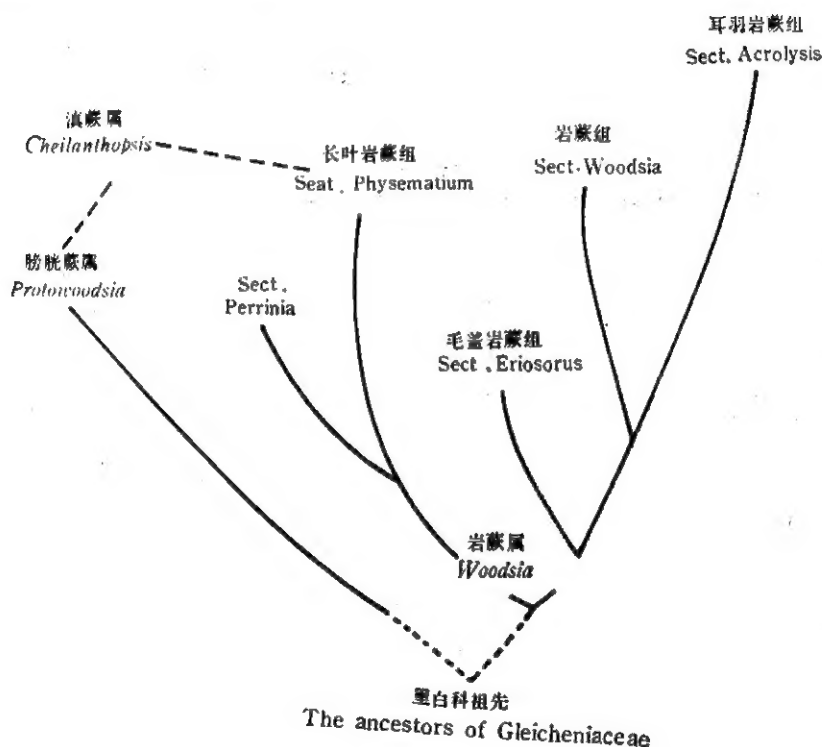 耳羽岩蕨组
Sect. Acrolysis
滇蕨属
Cheilanthopsis
长叶岩蕨组
Seat. Physematium
岩蕨组
Sect. Woodsia
膀胱蕨属
Protowoodsia
Sect.
Perrinia
毛盖岩蕨组
Sect. Eriosorus
岩蕨属
Woodsia
里白科祖先
The ancestors of Gleicheniaceae